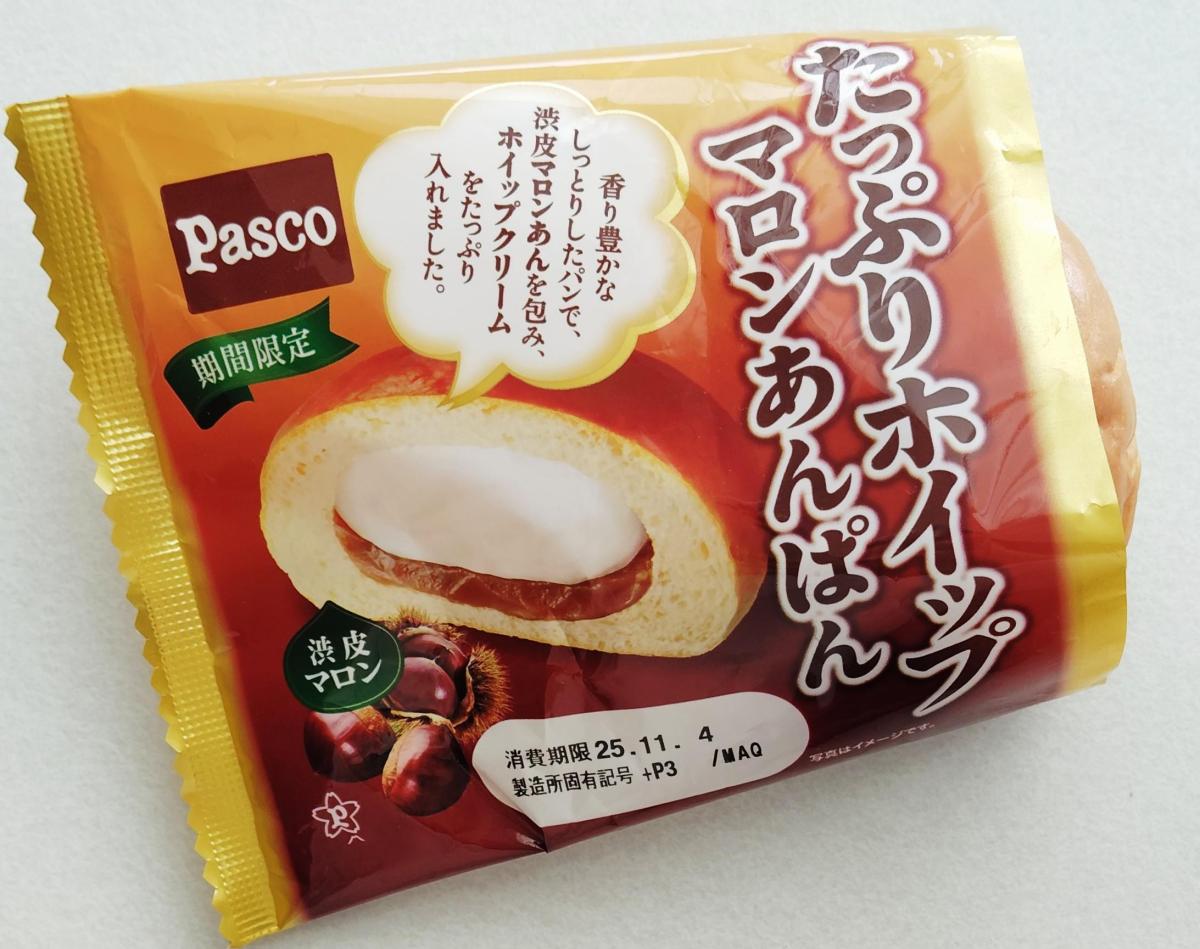 たっぷりホイップ
マロンあんぱん
香り豊かな
しっとりしたパンで、
渋皮マロンあんを包み、
ホイップクリーム
をたっぷり
入れました。
Pasco
期間限定
渋皮
マロン
消費期限 25.11. 4
製造所固有記号 +P3 /MAQ
写真はイメージです。
P